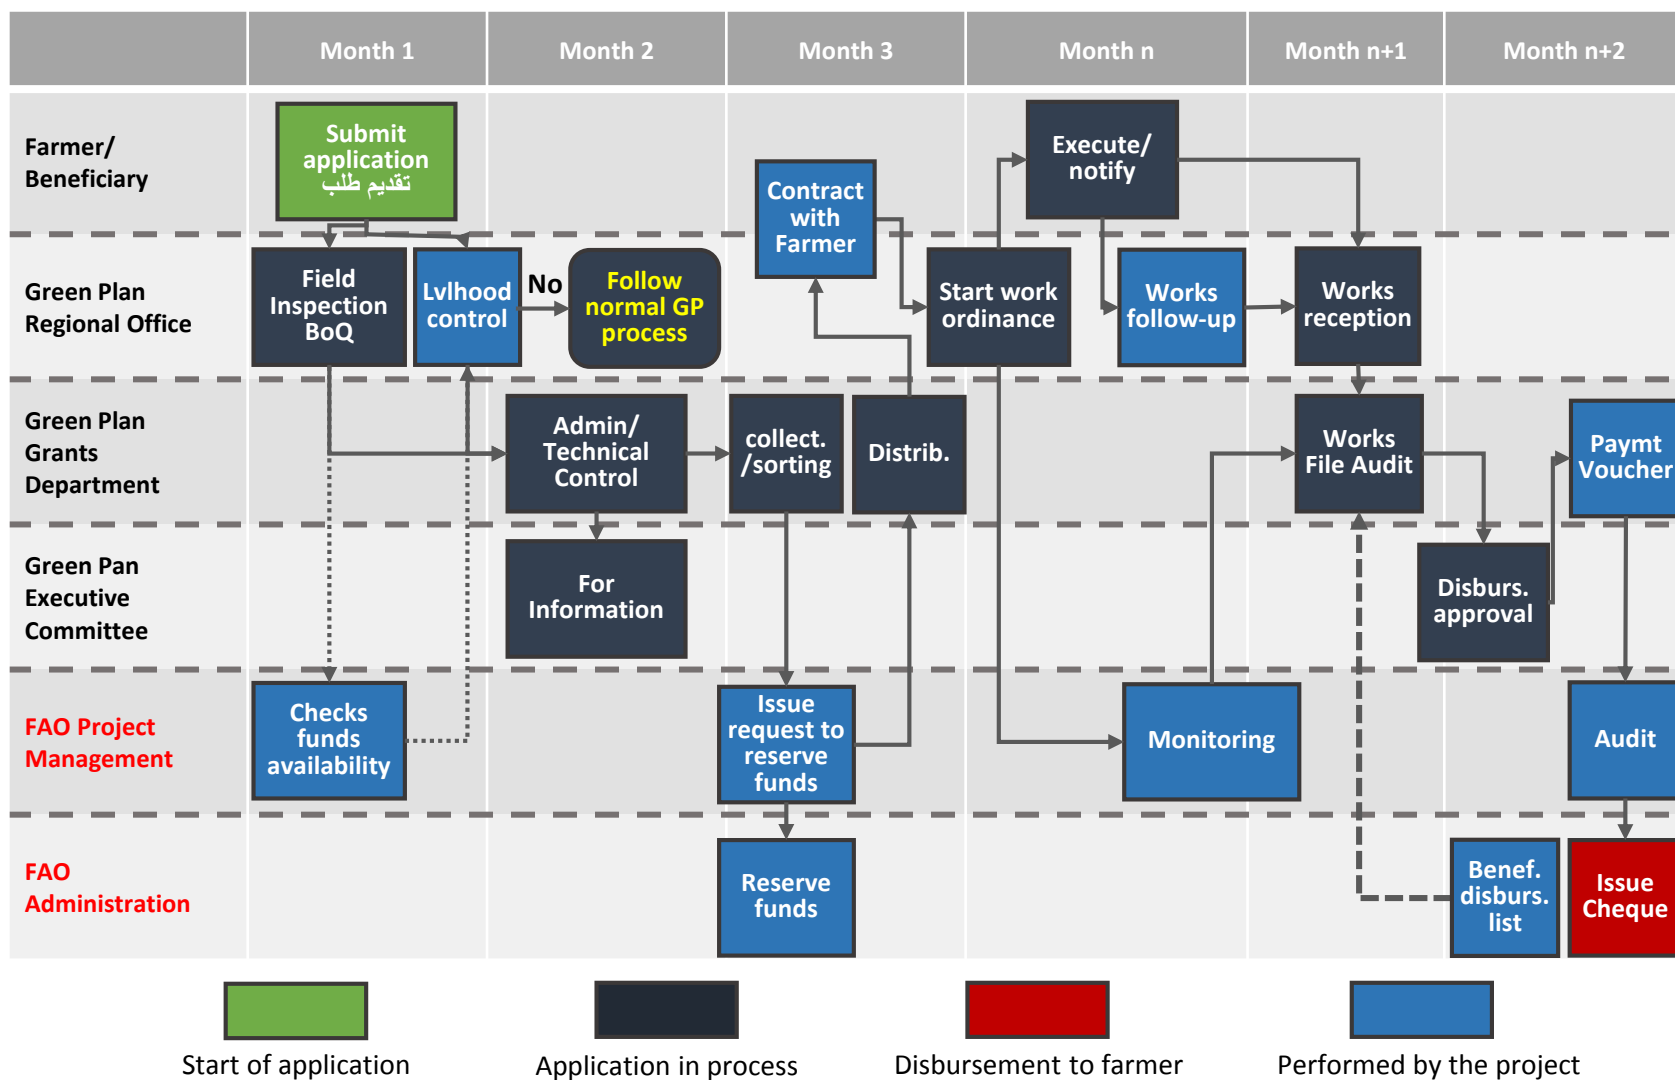 Month 1
Month 2
Month 3
Month n
Month n+1
Month n+2
Farmer/
Beneficiary
Submit
application
تقديم طلب
Contract
with
Farmer
Execute/
notify
Green Plan
Regional Office
Field
Inspection
BoQ
Lvlhood
control
No
Follow
normal GP
process
Start work
ordinance
Works
follow-up
Works
reception
Green Plan
Grants
Department
Admin/
Technical
Control
collect.
/sorting
Distrib.
Works
File Audit
Paymt
Voucher
Green Pan
Executive
Committee
For
Information
Disburs.
approval
FAO Project
Management
Checks
funds
availability
Issue
request to
reserve
funds
Monitoring
Audit
FAO
Administration
Reserve
funds
Benef.
disburs.
list
Issue
Cheque
Start of application
Application in process
Disbursement to farmer
Performed by the project